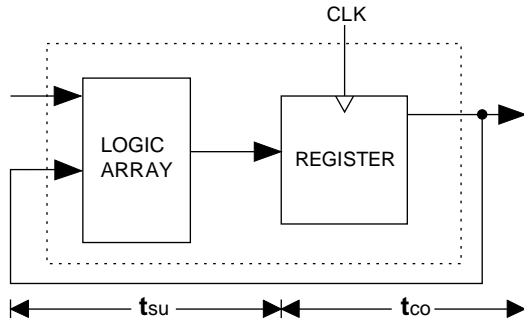 CLK
LOGIC
ARRAY
REGISTER
tsu
tco